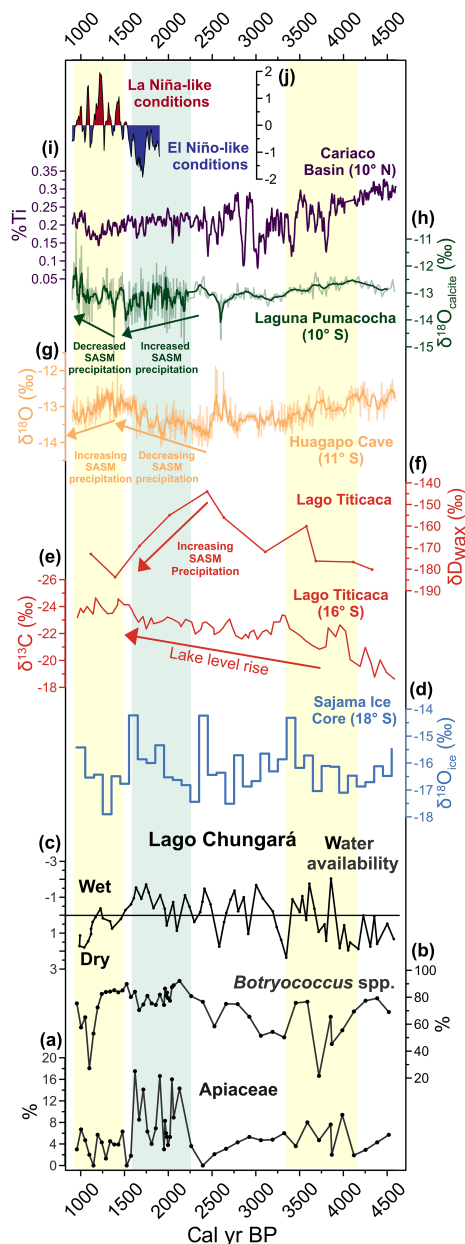 1000 1500 2000 2500 3000 3500 4000 4500
(j)
2
1
0
-1
-2
La Niña-like
conditions
El Niño-like
conditions
(i)
0.35
0.3
0.25
0.2
0.15
0.1
0.05
%Ti
Cariaco
Basin (10° N)
(h)
-11
-12
-13
-14
-15
δ18Ocalcite (‰)
Laguna Pumacocha
(10° S)
Decreased
SASM
precipitation
Increased
SASM
precipitation
(g)
-12
-13
-14
δ18O (‰)
Huagapo Cave
(11° S)
Increasing
SASM
precipitation
Decreasing
SASM
precipitation
(f)
-140
-150
-160
-170
-180
-190
δDwax (‰)
Lago Titicaca
Increasing
SASM
Precipitation
(e)
-26
-24
-22
-20
-18
δ13C (‰)
Lago Titicaca
(16° S)
Lake level rise
(d)
-14
-15
-16
-17
-18
δ18Oice (‰)
Sajama Ice
Core (18° S)
Lago Chungará
(c)
-3
-1
1
3
Wet
Dry
Water
availability
(b)
100
80
60
40
20
%
Botryococcus spp.
(a)
20
16
12
8
4
0
%
Apiaceae
1000 1500 2000 2500 3000 3500 4000 4500
Cal yr BP